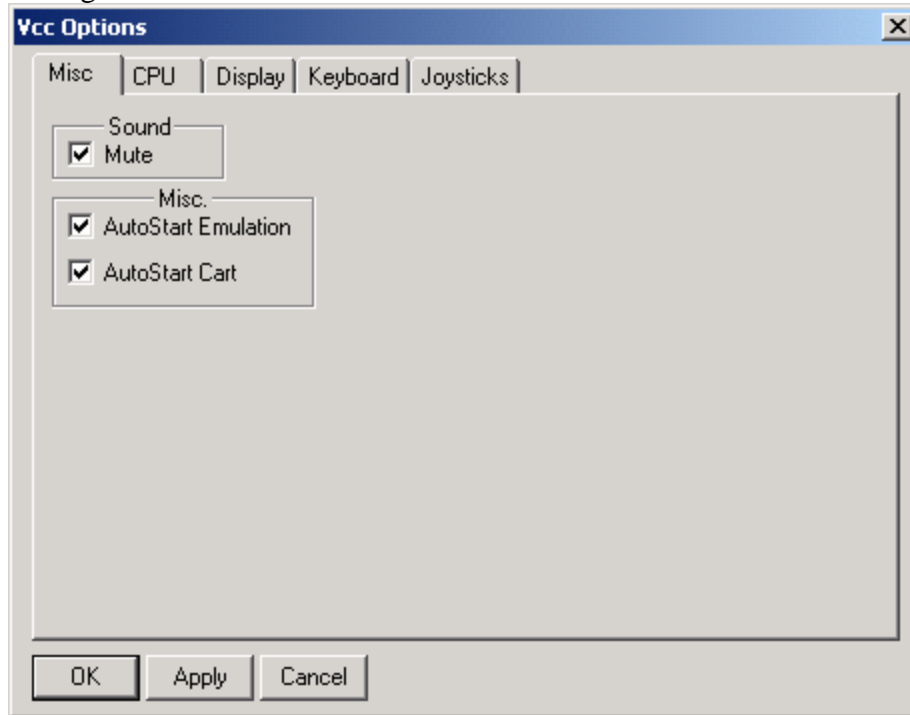 Vcc Options
Misc CPU Display Keyboard Joysticks
Sound
Mute
Misc.
AutoStart Emulation
AutoStart Cart
OK Apply Cancel